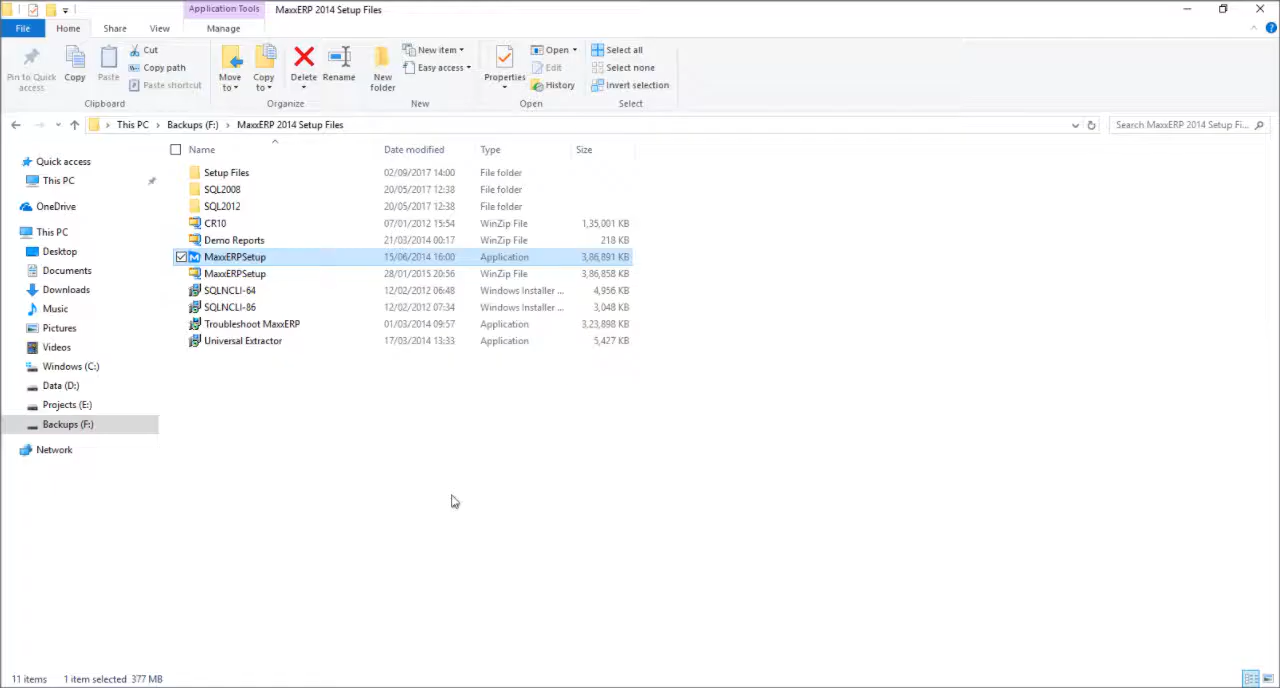 Application Tools MaxxERP 2014 Setup Files
File Home Share View Manage
Pin to Quick access
Copy
Paste
Cut
Copy path
Paste shortcut
Clipboard
Move to
Copy to
Delete
Rename
Organize
New folder
New item
Easy access
New
Properties
Open
Edit
History
Open
Select all
Select none
Invert selection
Select
This PC Backups (F:) MaxxERP 2014 Setup Files
Search MaxxERP 2014 Setup Fi...
Quick access
This PC
OneDrive
This PC
Desktop
Documents
Downloads
Music
Pictures
Videos
Windows (C:)
Data (D:)
Projects (E:)
Backups (F:)
Network
Name Date modified Type Size
Setup Files 02/09/2017 14:00 File folder
SQL2008 20/05/2017 12:38 File folder
SQL2012 20/05/2017 12:38 File folder
CR10 07/01/2012 15:54 WinZip File 1,35,001 KB
Demo Reports 21/03/2014 00:17 WinZip File 218 KB
MaxxERPSetup 15/06/2014 16:00 Application 3,86,891 KB
MaxxERPSetup 28/01/2015 20:56 WinZip File 3,86,858 KB
SQLNCLI-64 12/02/2012 06:48 Windows Installer ... 4,956 KB
SQLNCLI-86 12/02/2012 07:34 Windows Installer ... 3,048 KB
Troubleshoot MaxxERP 01/03/2014 09:57 Application 3,23,898 KB
Universal Extractor 17/03/2014 13:33 Application 5,427 KB
11 items 1 item selected 377 MB